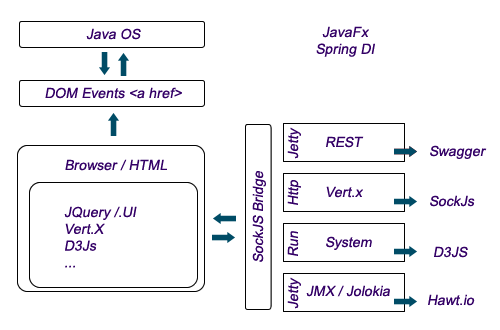 Java OS
JavaFx
Spring DI
DOM Events <a href>
Browser / HTML
JQuery /.UI
Vert.X
D3Js
...
SockJS Bridge
Jetty
REST
Swagger
Http
Vert.x
SockJs
Run
System
D3JS
Jetty
JMX / Jolokia
Hawt.io